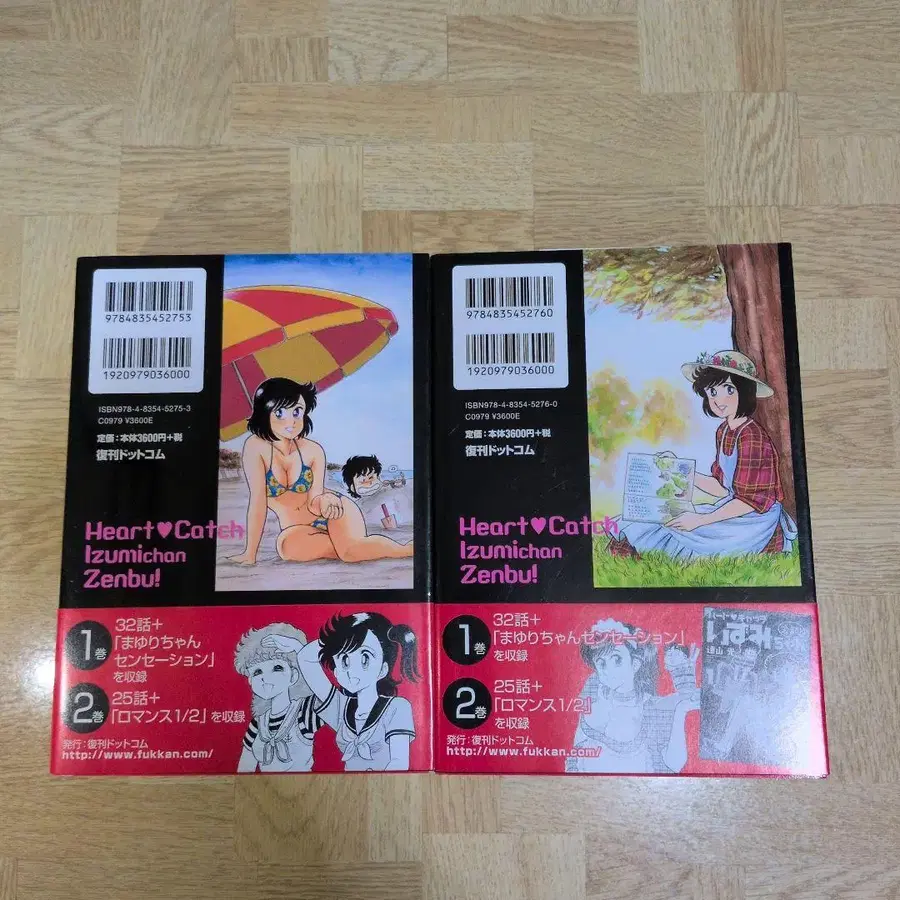 9784835452753
1920979036000
ISBN978-4-8354-5275-3
C0979 ¥3600E
定価：本体3600円+税
復刊ドットコム
Heart♥Catch
Izumichan
Zenbu!
1巻
32話+
「まゆりちゃん
センセーション」
を収録
2巻
25話+
「ロマンス1/2」を収録
発行：復刊ドットコム
http://www.fukkan.com/
9784835452760
1920979036000
ISBN978-4-8354-5276-0
C0979 ¥3600E
定価：本体3600円+税
復刊ドットコム
Heart♥Catch
Izumichan
Zenbu!
1巻
32話+
「まゆりちゃんセンセーション」
を収録
2巻
25話+
「ロマンス1/2」
を収録
発行：復刊ドットコム
http://www.fukkan.com/
いずみ
遠山 光